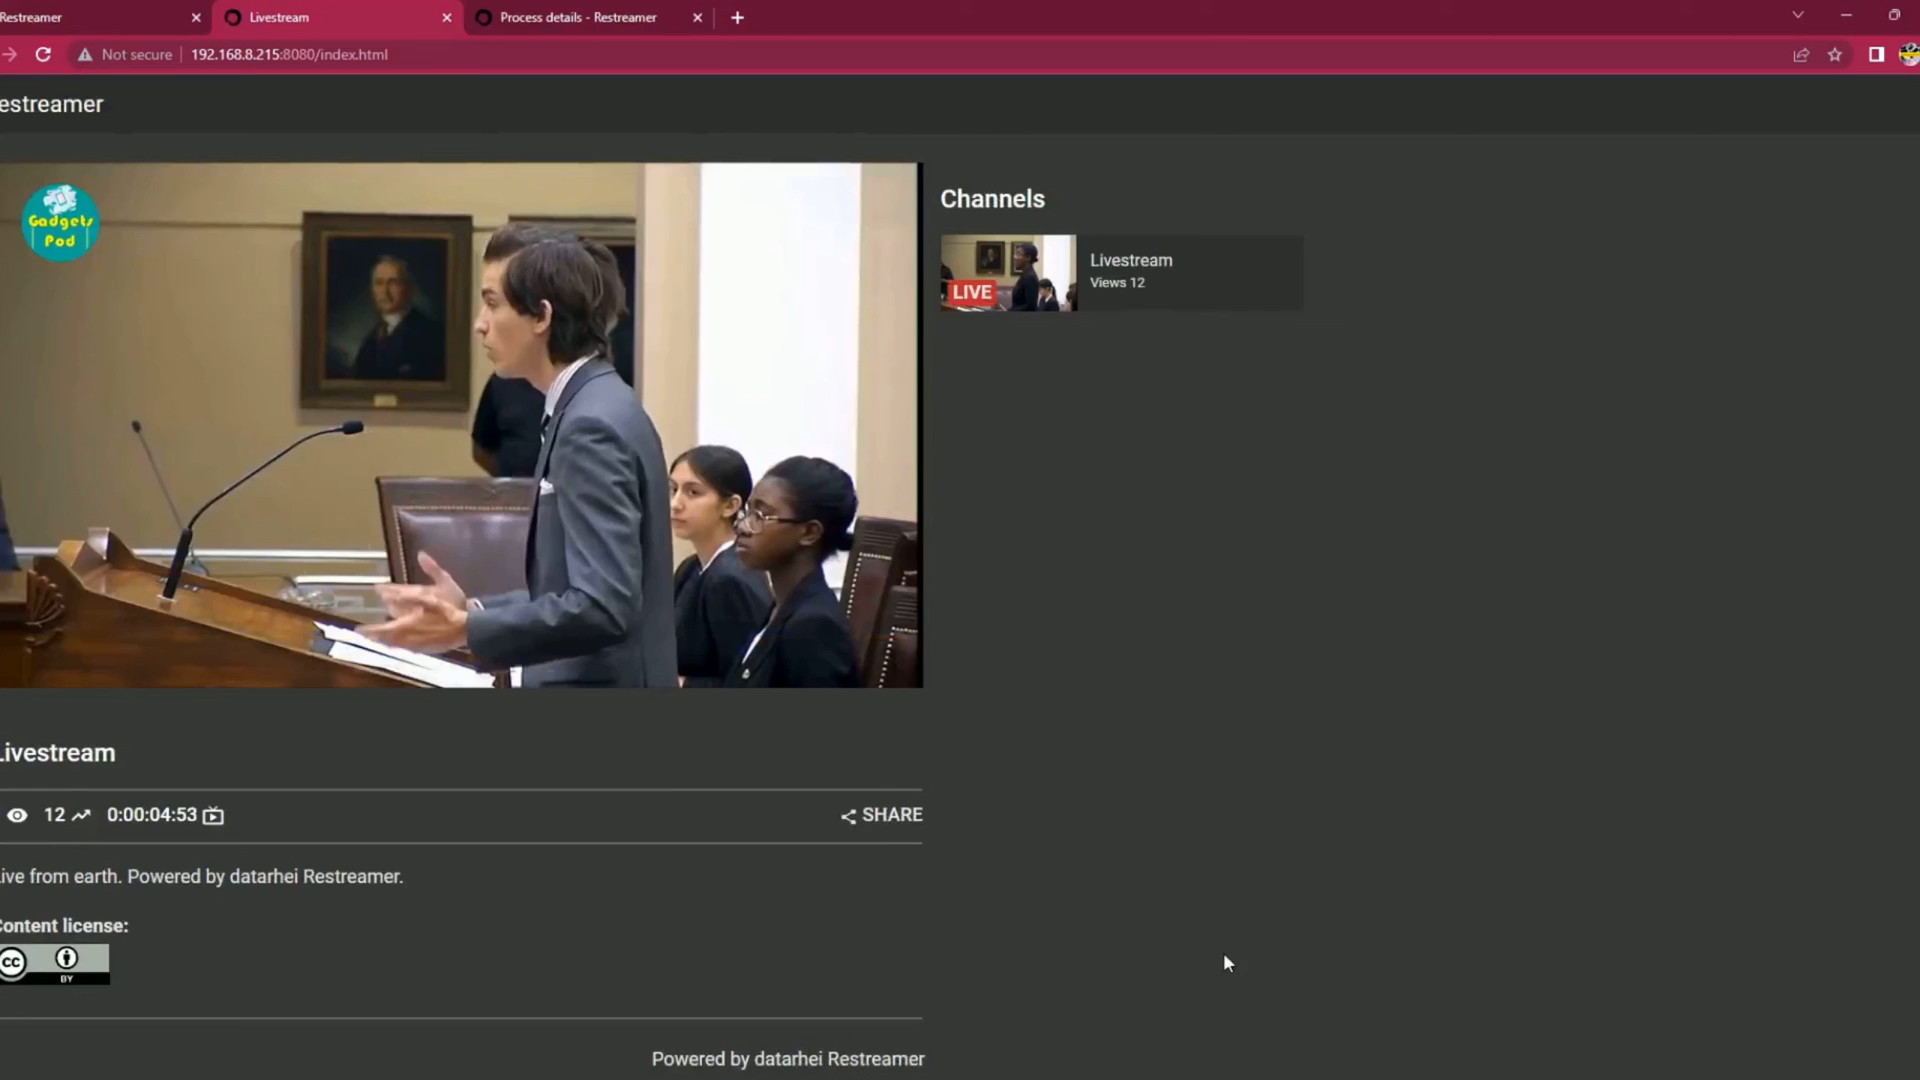 Restreamer
Livestream
Process details - Restreamer
Not secure
192.168.8.215:8080/index.html
estreamer
Gadgets
Pod
Channels
LIVE
Livestream
Views 12
Livestream
12
0:00:04:53
SHARE
ive from earth. Powered by datarhei Restreamer.
Content license:
cc
BY
Powered by datarhei Restreamer